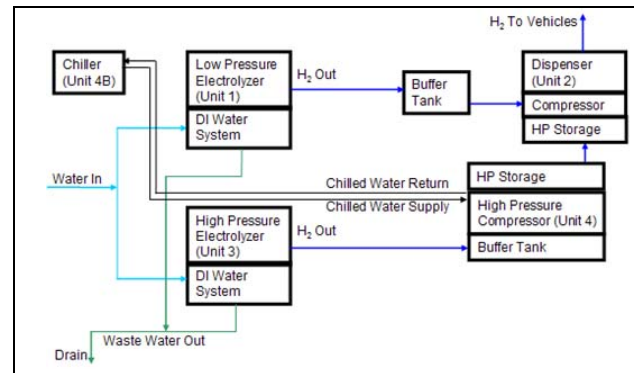 H₂ To Vehicles
Chiller
(Unit 4B)
Low Pressure
Electrolyzer
(Unit 1)
DI Water
System
H₂ Out
Buffer
Tank
Dispenser
(Unit 2)
Compressor
HP Storage
Water In
Chilled Water Return
Chilled Water Supply
HP Storage
High Pressure
Compressor (Unit 4)
Buffer Tank
High Pressure
Electrolyzer
(Unit 3)
DI Water
System
H₂ Out
Waste Water Out
Drain